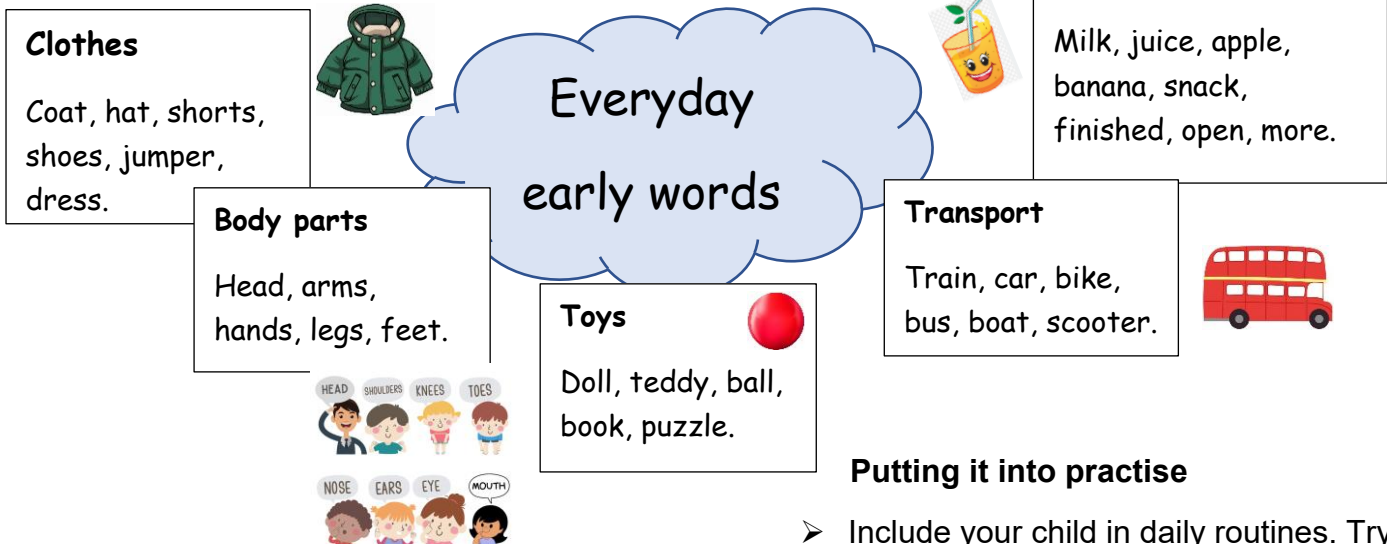 Clothes
Coat, hat, shorts,
shoes, jumper,
dress.
Everyday
early words
Milk, juice, apple,
banana, snack,
finished, open, more.
Body parts
Head, arms,
hands, legs, feet.
Transport
Train, car, bike,
bus, boat, scooter.
Toys
Doll, teddy, ball,
book, puzzle.
HEAD SHOULDERS KNEES TOES
NOSE EARS EYE MOUTH
Putting it into practise
➢ Include your child in daily routines. Try